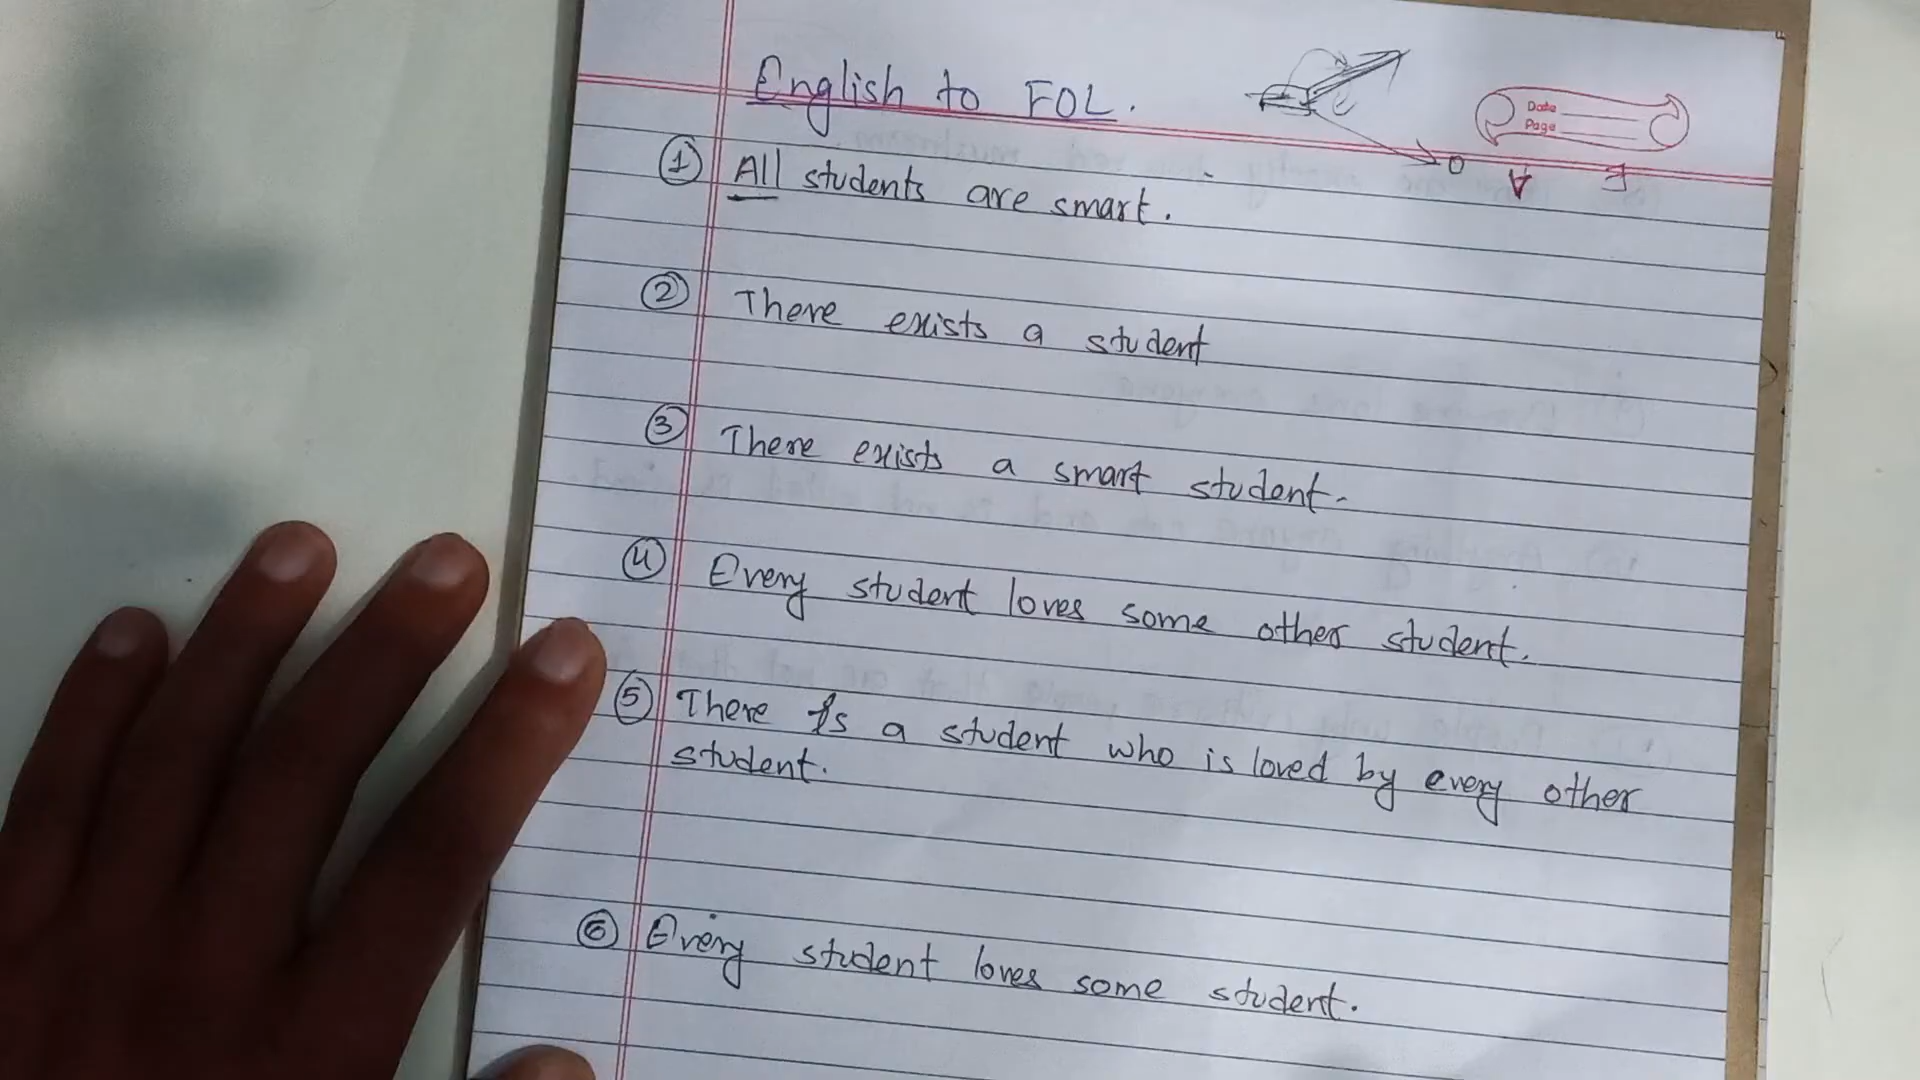 English to FOL.
Date
Page
O ∀ ∃
① All students are smart.
② There exists a student
③ There exists a smart student.
④ Every student loves some other student.
⑤ There is a student who is loved by every other
student.
⑥ Every student loves some student.